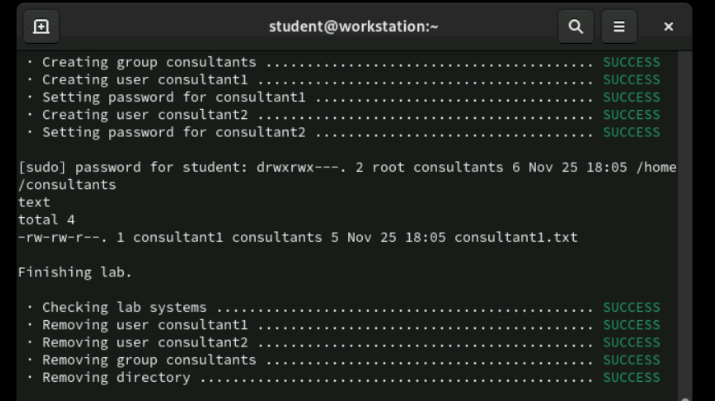 student@workstation:~
· Creating group consultants ......................................... SUCCESS
· Creating user consultant1 .......................................... SUCCESS
· Setting password for consultant1 ................................... SUCCESS
· Creating user consultant2 .......................................... SUCCESS
· Setting password for consultant2 ................................... SUCCESS
[sudo] password for student: drwxrwx---. 2 root consultants 6 Nov 25 18:05 /home
/consultants
text
total 4
-rw-rw-r--. 1 consultant1 consultants 5 Nov 25 18:05 consultant1.txt
Finishing lab.
· Checking lab systems ............................................... SUCCESS
· Removing user consultant1 .......................................... SUCCESS
· Removing user consultant2 .......................................... SUCCESS
· Removing group consultants ......................................... SUCCESS
· Removing directory ................................................. SUCCESS